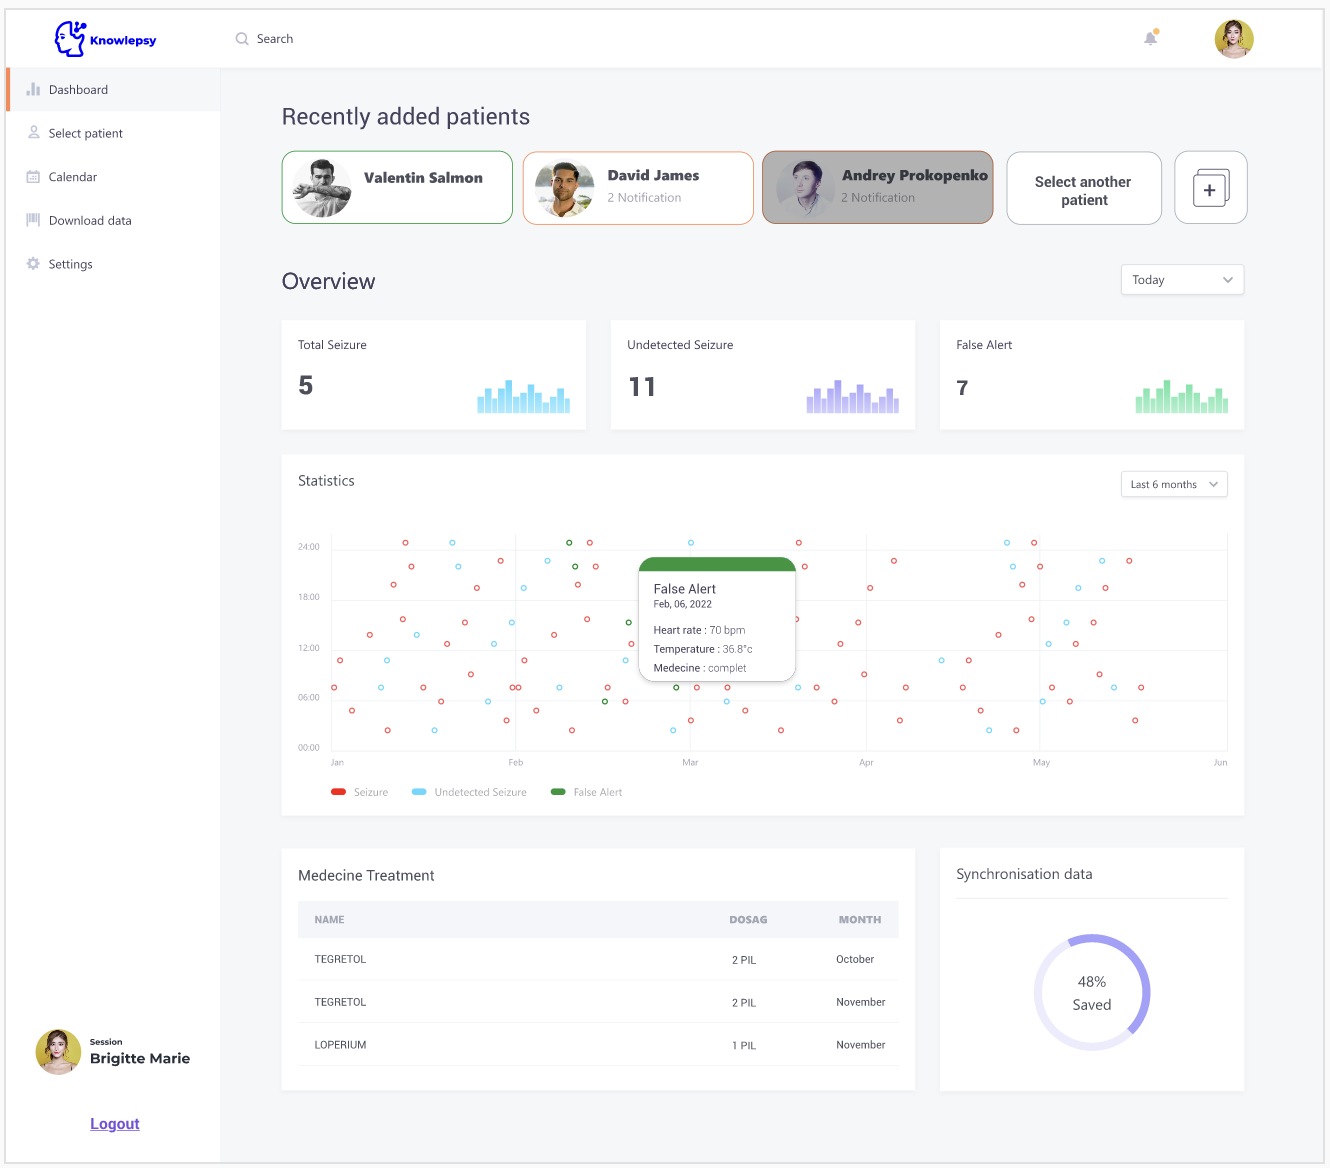 Knowlepsy
Search
Dashboard
Select patient
Calendar
Download data
Settings
Recently added patients
Valentin Salmon
David James
2 Notification
Andrey Prokopenko
2 Notification
Select another
patient
Overview
Today
Total Seizure
5
Undetected Seizure
11
False Alert
7
Statistics
Last 6 months
24:00
18:00
12:00
06:00
00:00
Jan
Feb
Mar
Apr
May
Jun
False Alert
Feb, 06, 2022
Heart rate : 70 bpm
Temperature : 36.8°c
Medecine : complet
Seizure
Undetected Seizure
False Alert
Medecine Treatment
NAME DOSAG MONTH
TEGRETOL 2 PIL October
TEGRETOL 2 PIL November
LOPERIUM 1 PIL November
Synchronisation data
48%
Saved
Session
Brigitte Marie
Logout